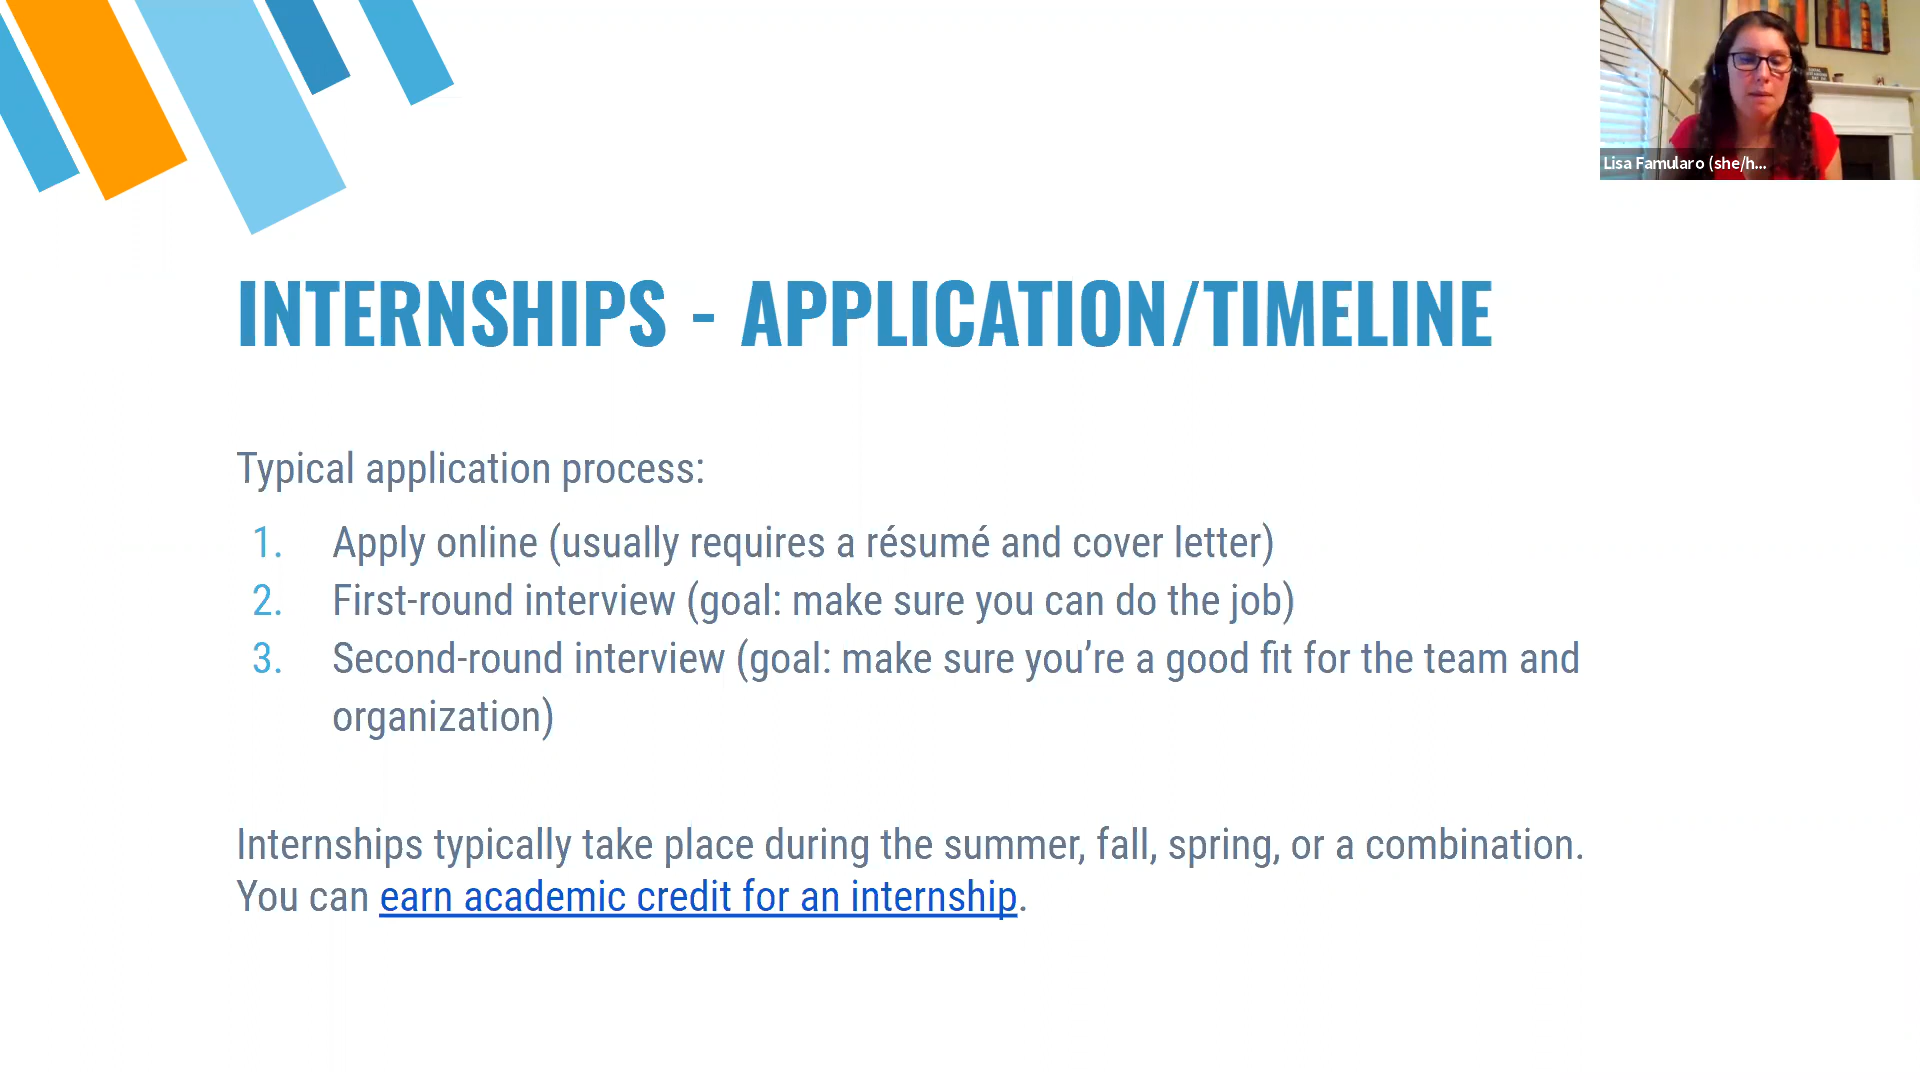 Lisa Famularo (she/h...
INTERNSHIPS - APPLICATION/TIMELINE
Typical application process:
1. Apply online (usually requires a résumé and cover letter)
2. First-round interview (goal: make sure you can do the job)
3. Second-round interview (goal: make sure you’re a good fit for the team and
organization)
Internships typically take place during the summer, fall, spring, or a combination.
You can earn academic credit for an internship.